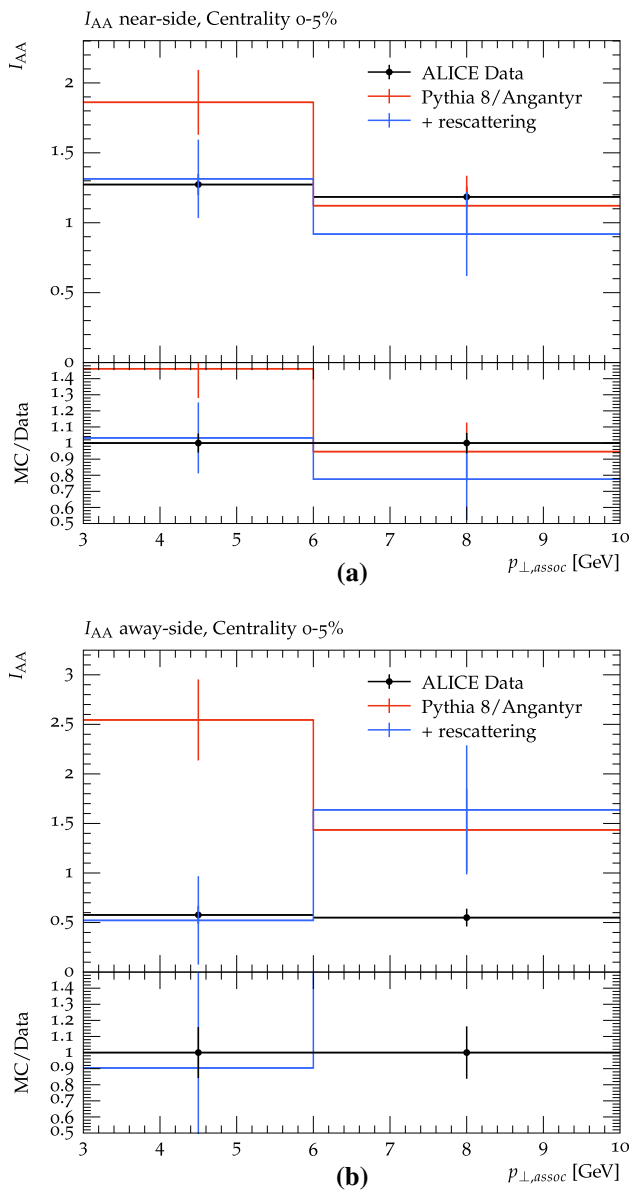 I_AA near-side, Centrality 0-5%
I_AA
2
1.5
1
0.5
0
ALICE Data
Pythia 8/Angantyr
+ rescattering
MC/Data
1.4
1.3
1.2
1.1
1
0.9
0.8
0.7
0.6
0.5
3 4 5 6 7 8 9 10
p_⊥,assoc [GeV]
(a)
I_AA away-side, Centrality 0-5%
I_AA
3
2.5
2
1.5
1
0.5
0
ALICE Data
Pythia 8/Angantyr
+ rescattering
MC/Data
1.4
1.3
1.2
1.1
1
0.9
0.8
0.7
0.6
0.5
3 4 5 6 7 8 9 10
p_⊥,assoc [GeV]
(b)